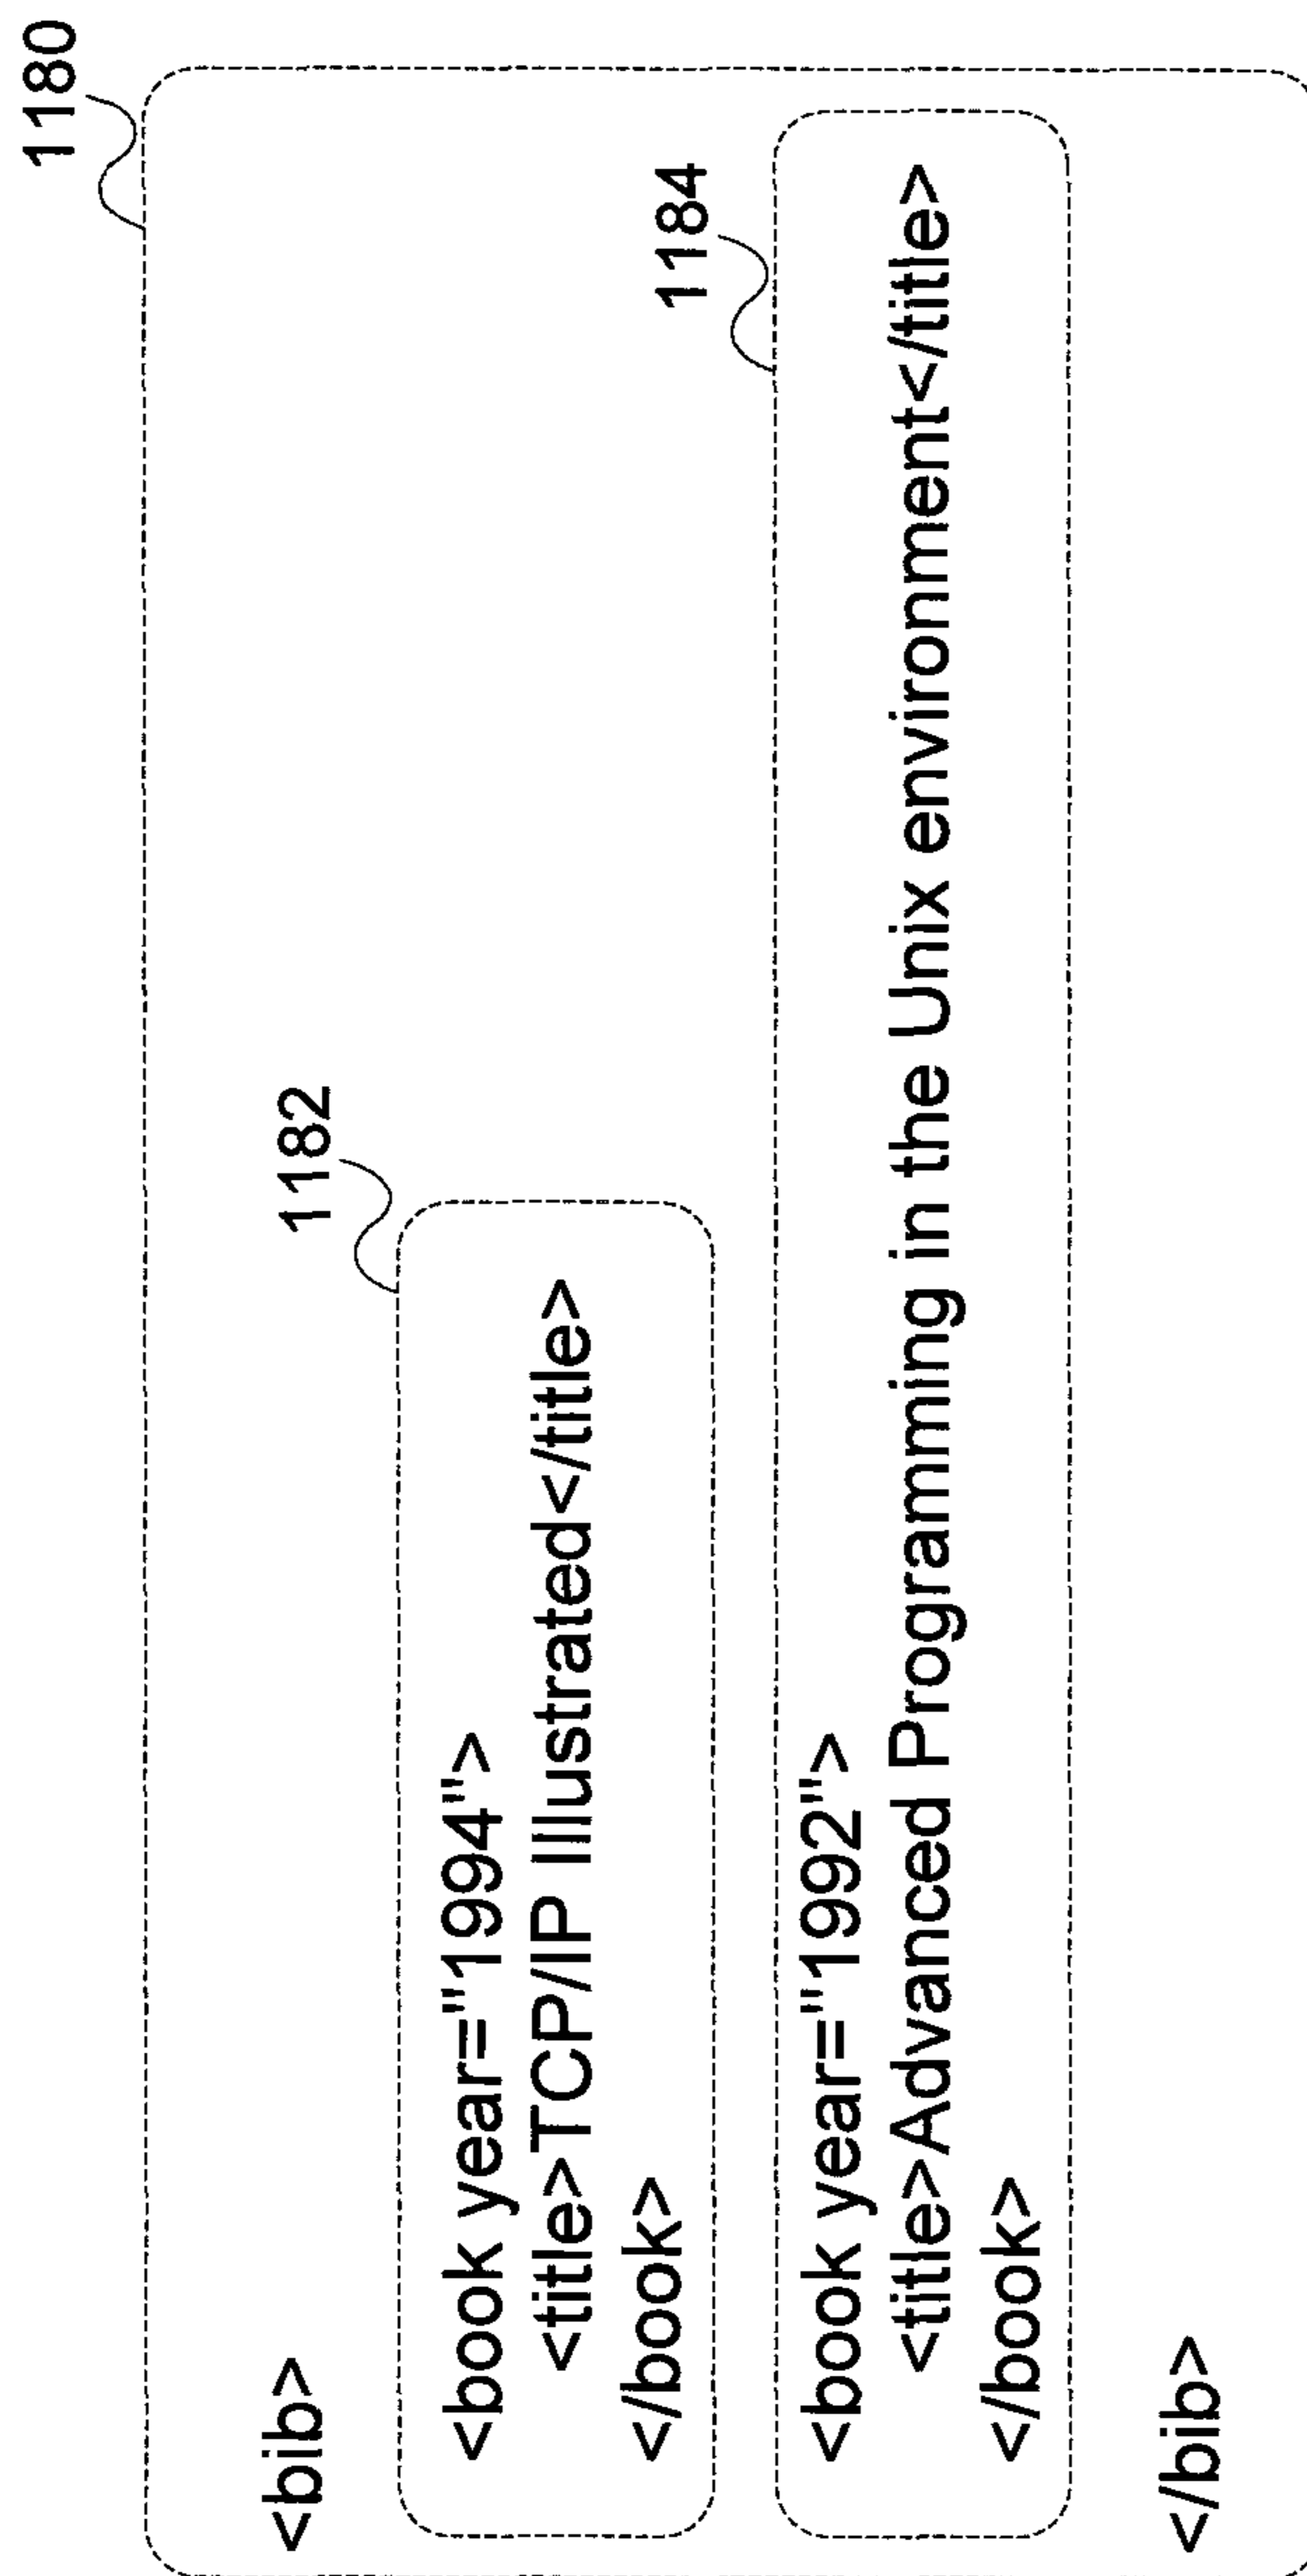 1180
<bib>
1182
<book year="1994">
<title>TCP/IP Illustrated</title>
</book>
1184
<book year="1992">
<title>Advanced Programming in the Unix environment</title>
</book>
</bib>